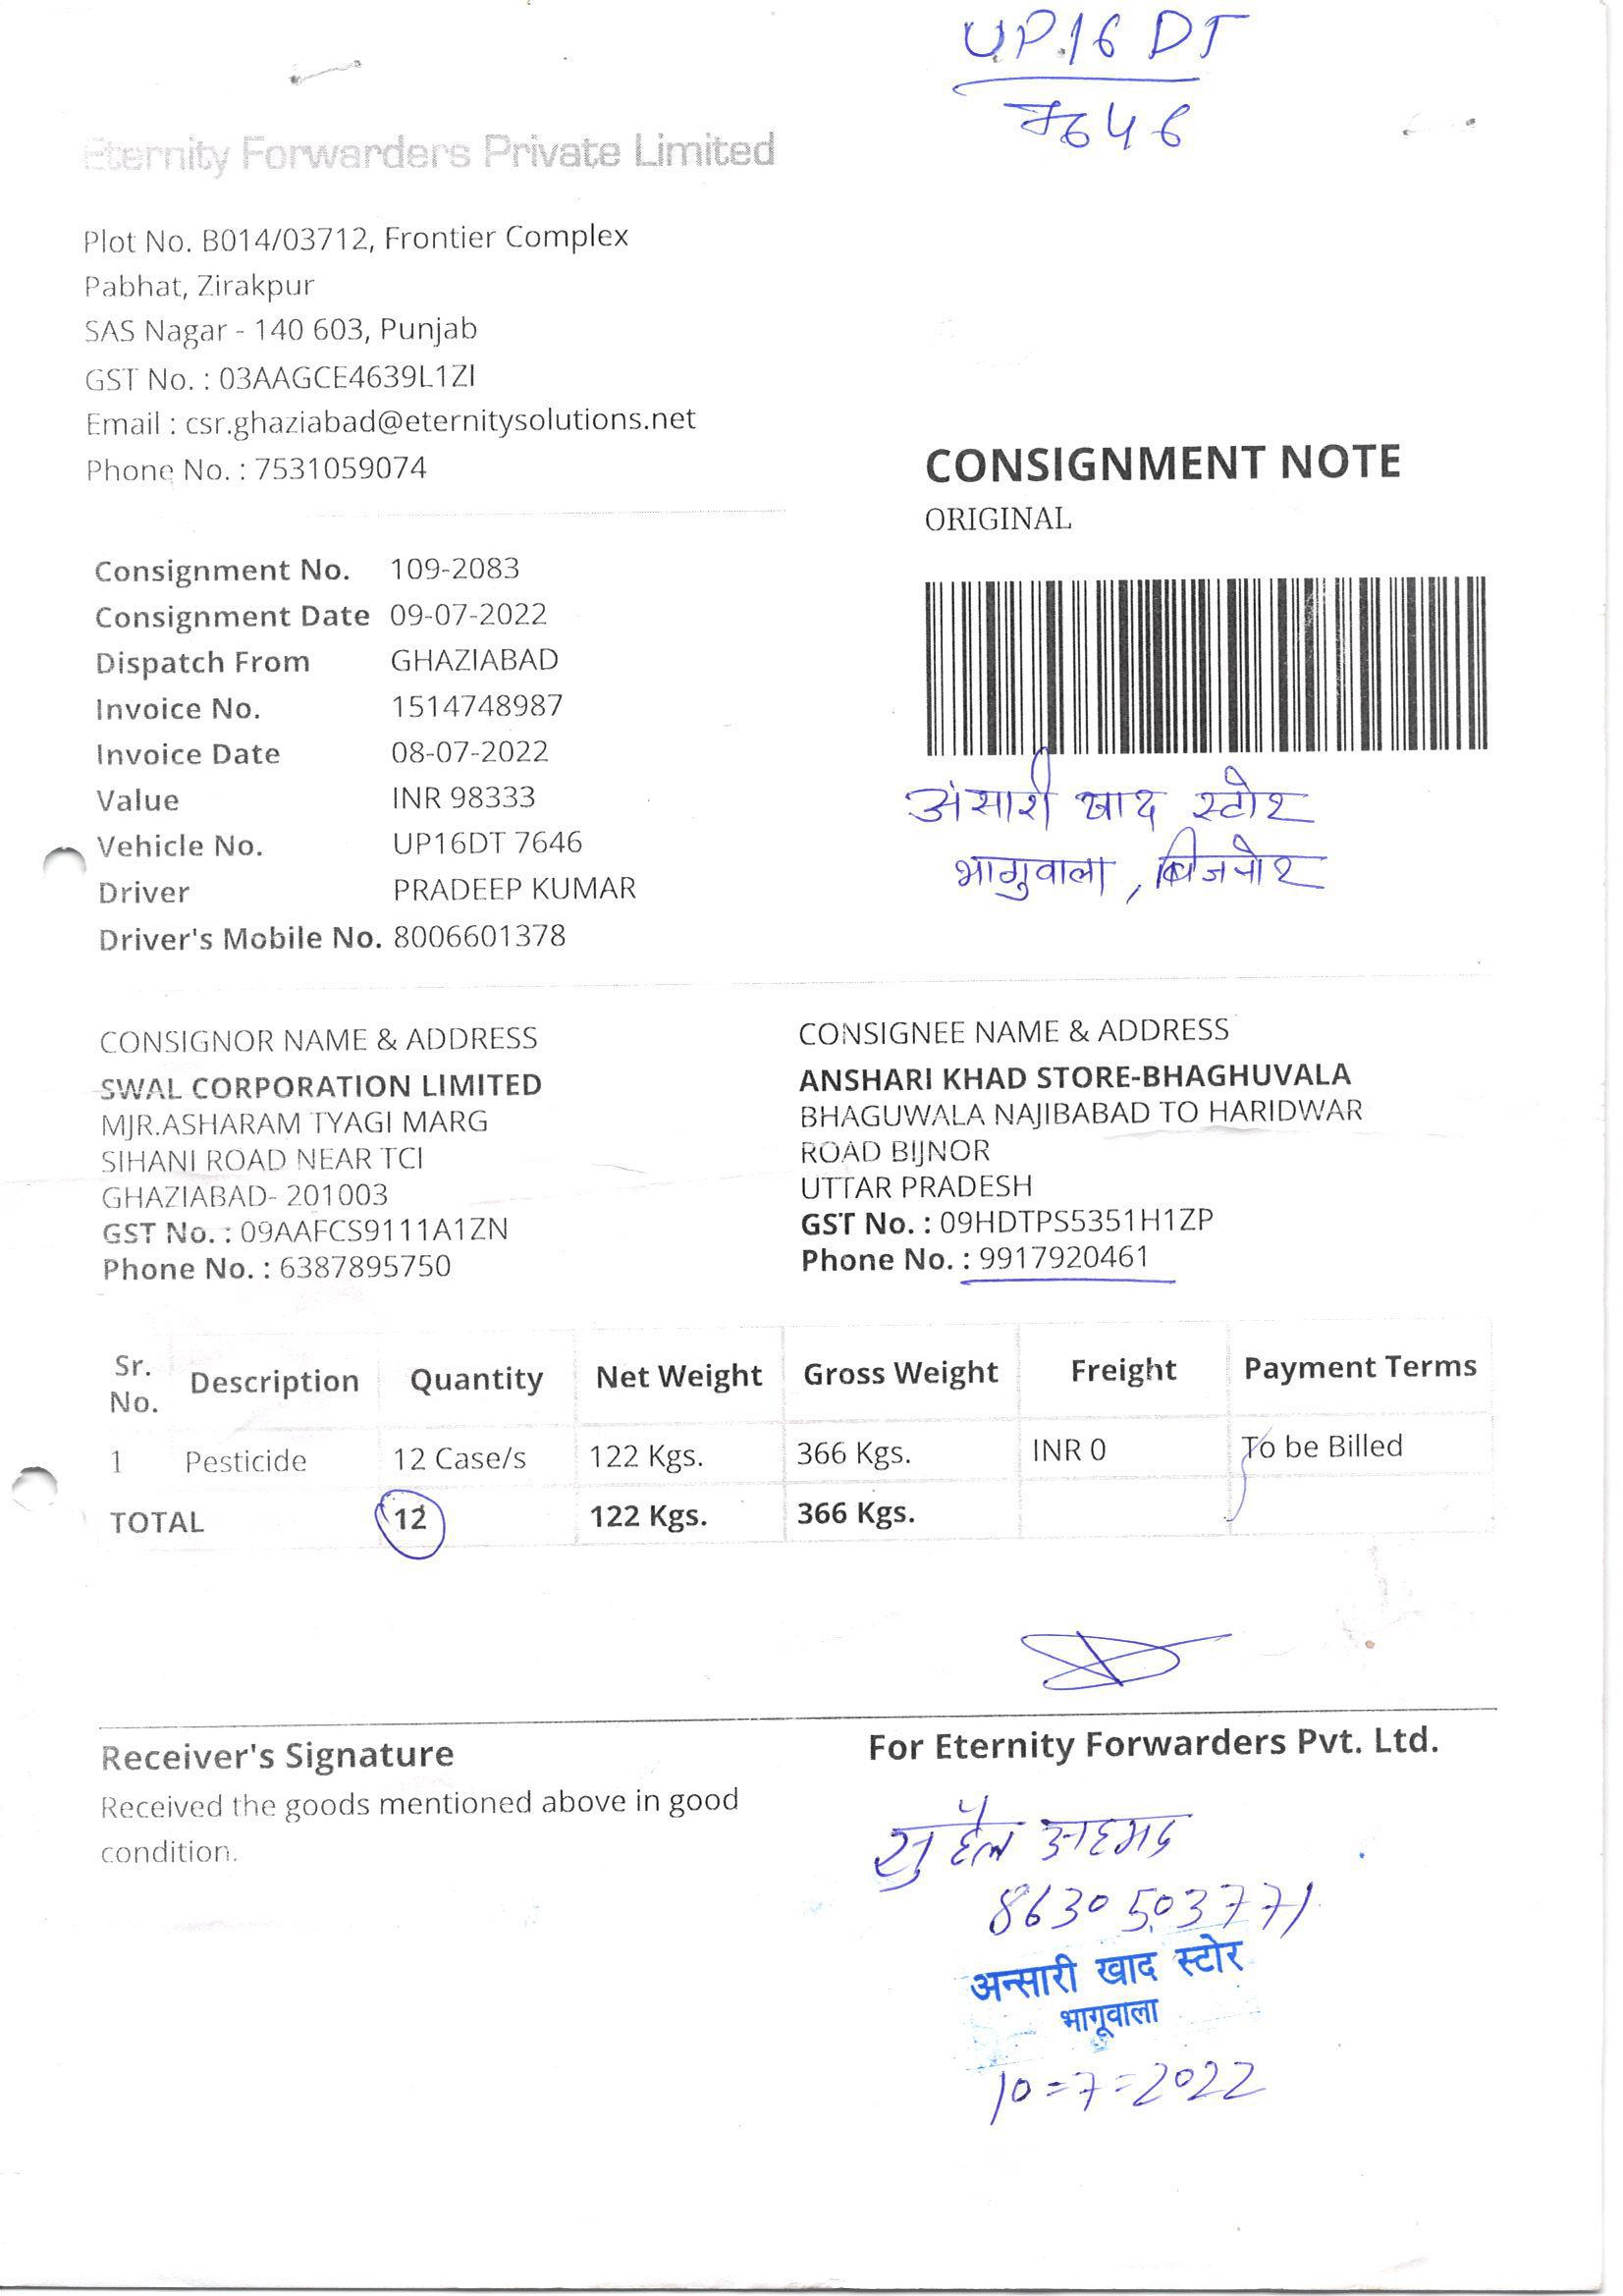 UP.16 DT
7646
Eternity Forwarders Private Limited
Plot No. B014/03712, Frontier Complex
Pabhat, Zirakpur
SAS Nagar - 140 603, Punjab
GST No. : 03AAGCE4639L1ZI
Email : csr.ghaziabad@eternitysolutions.net
Phone No. : 7531059074
CONSIGNMENT NOTE
ORIGINAL
Consignment No. 109-2083
Consignment Date 09-07-2022
Dispatch From GHAZIABAD
Invoice No. 1514748987
Invoice Date 08-07-2022
Value INR 98333
Vehicle No. UP16DT 7646
Driver PRADEEP KUMAR
Driver's Mobile No. 8006601378
अंसारी खाद स्टोर
भागुवाला, बिजनोर
CONSIGNOR NAME & ADDRESS
SWAL CORPORATION LIMITED
MJR.ASHARAM TYAGI MARG
SIHANI ROAD NEAR TCI
GHAZIABAD- 201003
GST No. : 09AAFCS9111A1ZN
Phone No. : 6387895750
CONSIGNEE NAME & ADDRESS
ANSHARI KHAD STORE-BHAGHUVALA
BHAGUWALA NAJIBABAD TO HARIDWAR
ROAD BIJNOR
UTTAR PRADESH
GST No. : 09HDTPS5351H1ZP
Phone No. : 9917920461
Sr. No. Description Quantity Net Weight Gross Weight Freight Payment Terms
1 Pesticide 12 Case/s 122 Kgs. 366 Kgs. INR 0 To be Billed
TOTAL 12 122 Kgs. 366 Kgs.
Receiver's Signature
Received the goods mentioned above in good
condition.
For Eternity Forwarders Pvt. Ltd.
सुहैल अहमद
8630503771
अन्सारी खाद स्टोर
भागूवाला
10=7=2022